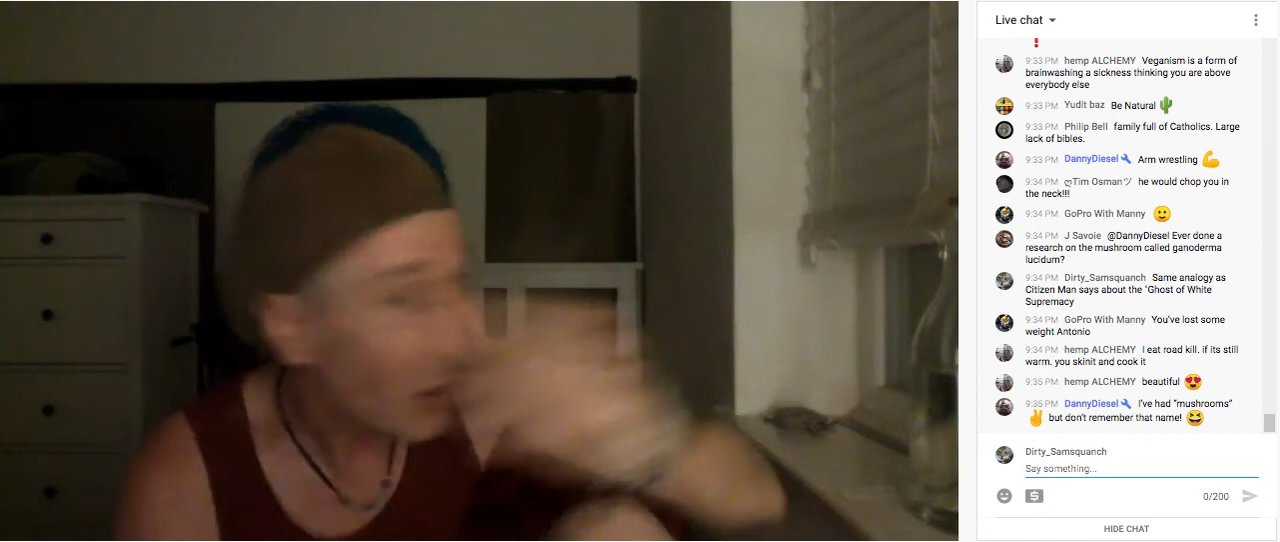 Live chat
9:33 PM hemp ALCHEMY Veganism is a form of
brainwashing a sickness thinking you are above
everybody else
9:33 PM Yudit baz Be Natural 🌵
9:33 PM Philip Bell family full of Catholics. Large
lack of bibles.
9:33 PM DannyDiesel Arm wrestling 💪
9:34 PM ღTim Osmanツ he would chop you in
the neck!!!
9:34 PM GoPro With Manny 🙂
9:34 PM J Savoie @DannyDiesel Ever done a
research on the mushroom called ganoderma
lucidum?
9:34 PM Dirty_Samsquanch Same analogy as
Citizen Man says about the "Ghost of White
Supremacy
9:34 PM GoPro With Manny You've lost some
weight Antonio
9:34 PM hemp ALCHEMY I eat road kill. if its still
warm. you skinit and cook it
9:35 PM hemp ALCHEMY beautiful 😍
9:35 PM DannyDiesel I've had "mushrooms"
✌ but don't remember that name! 😆
Dirty_Samsquanch
Say something...
0/200
HIDE CHAT